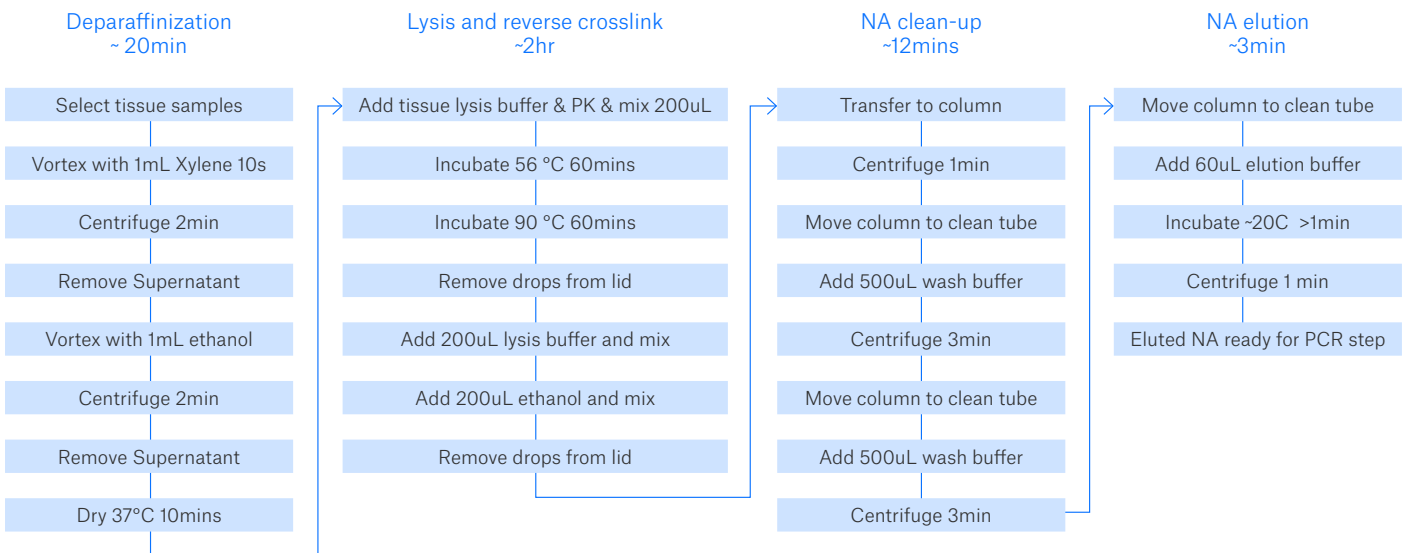 Deparaffinization
~ 20min
Select tissue samples
Vortex with 1mL Xylene 10s
Centrifuge 2min
Remove Supernatant
Vortex with 1mL ethanol
Centrifuge 2min
Remove Supernatant
Dry 37°C 10mins
Lysis and reverse crosslink
~2hr
Add tissue lysis buffer & PK & mix 200uL
Incubate 56 °C 60mins
Incubate 90 °C 60mins
Remove drops from lid
Add 200uL lysis buffer and mix
Add 200uL ethanol and mix
Remove drops from lid
NA clean-up
~12mins
Transfer to column
Centrifuge 1min
Move column to clean tube
Add 500uL wash buffer
Centrifuge 3min
Move column to clean tube
Add 500uL wash buffer
Centrifuge 3min
NA elution
~3min
Move column to clean tube
Add 60uL elution buffer
Incubate ~20C >1min
Centrifuge 1 min
Eluted NA ready for PCR step